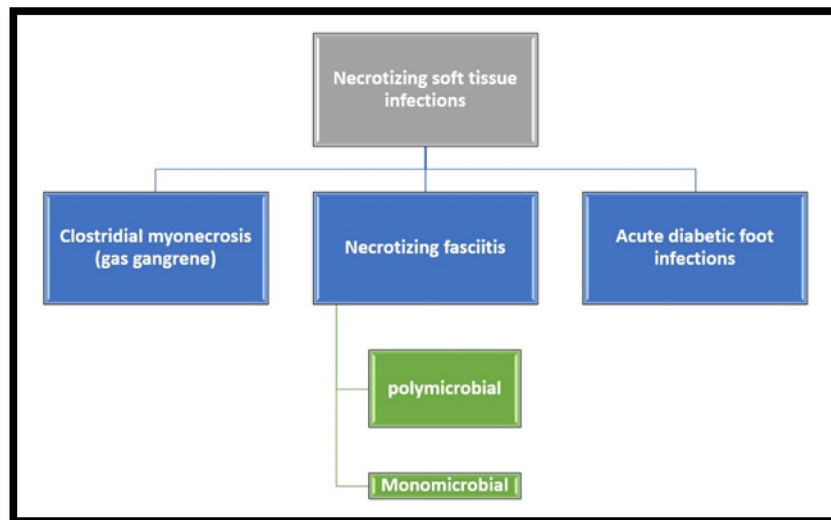 Necrotizing soft tissue
infections
Clostridial myonecrosis
(gas gangrene)
Necrotizing fasciitis
Acute diabetic foot
infections
polymicrobial
Monomicrobial